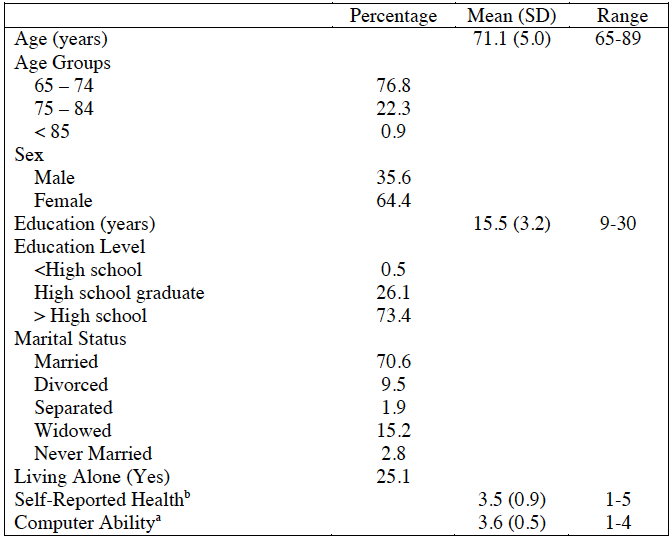 Percentage Mean (SD) Range
Age (years) 71.1 (5.0) 65-89
Age Groups
65 – 74 76.8
75 – 84 22.3
< 85 0.9
Sex
Male 35.6
Female 64.4
Education (years) 15.5 (3.2) 9-30
Education Level
<High school 0.5
High school graduate 26.1
> High school 73.4
Marital Status
Married 70.6
Divorced 9.5
Separated 1.9
Widowed 15.2
Never Married 2.8
Living Alone (Yes) 25.1
Self-Reported Healthᵇ 3.5 (0.9) 1-5
Computer Abilityᵃ 3.6 (0.5) 1-4